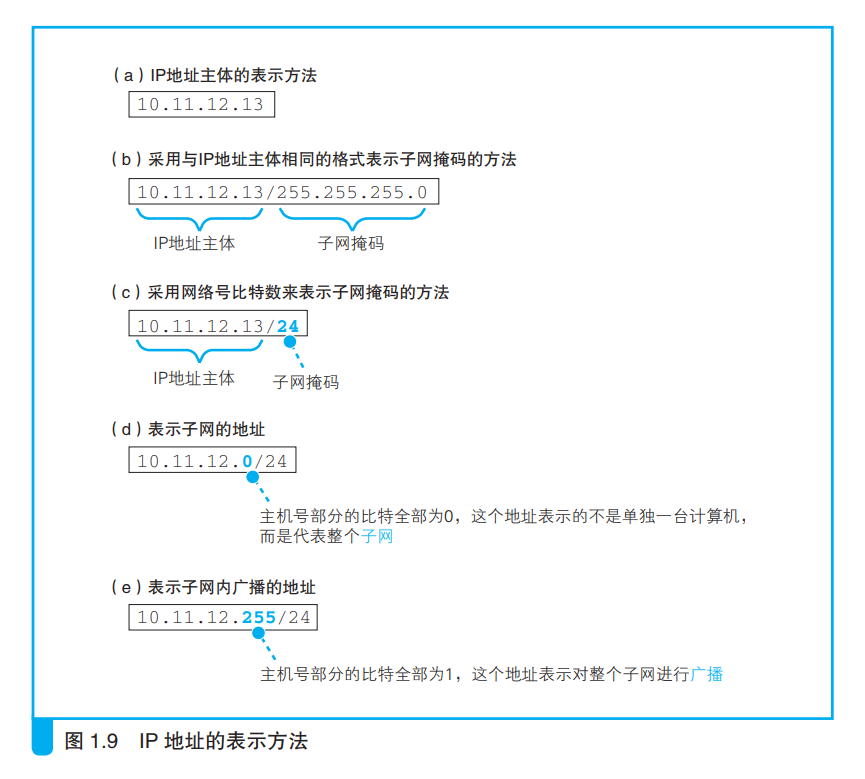 （a）IP地址主体的表示方法
10.11.12.13
（b）采用与IP地址主体相同的格式表示子网掩码的方法
10.11.12.13/255.255.255.0
IP地址主体 子网掩码
（c）采用网络号比特数来表示子网掩码的方法
10.11.12.13/24
IP地址主体 子网掩码
（d）表示子网的地址
10.11.12.0/24
主机号部分的比特全部为0，这个地址表示的不是单独一台计算机，
而是代表整个子网
（e）表示子网内广播的地址
10.11.12.255/24
主机号部分的比特全部为1，这个地址表示对整个子网进行广播
图 1.9 IP 地址的表示方法